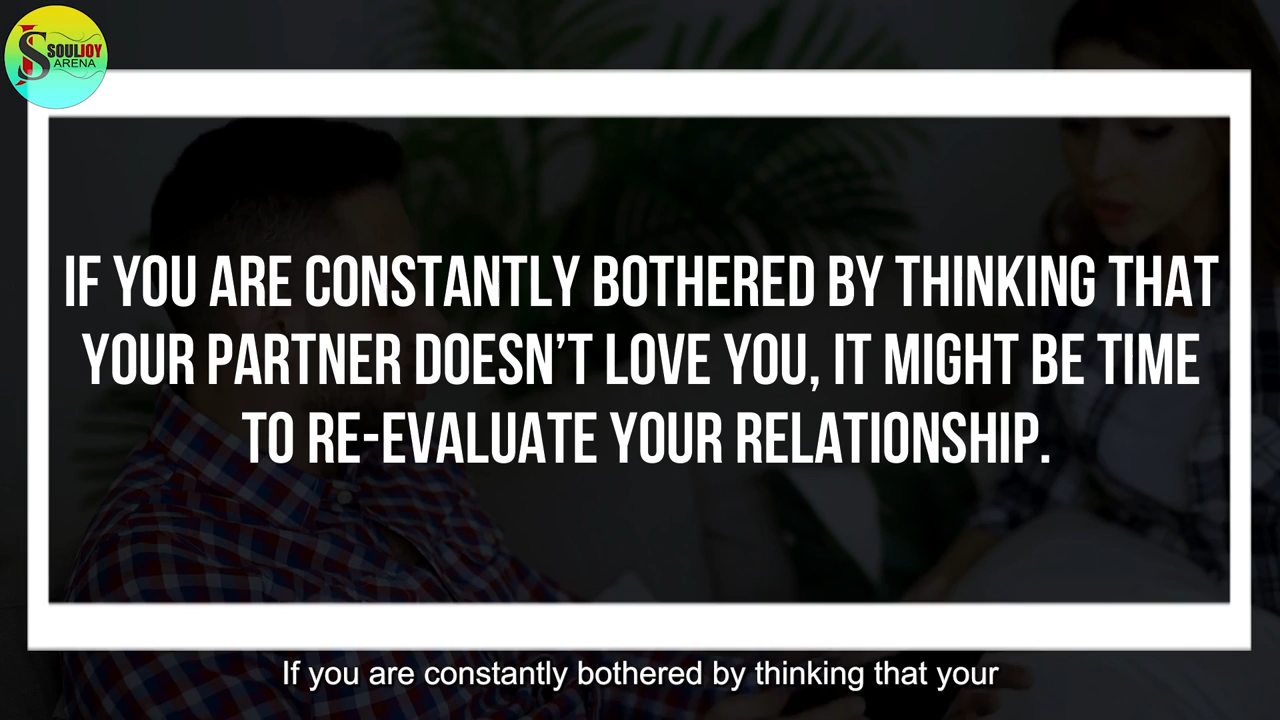 SOULJOY
ARENA
IF YOU ARE CONSTANTLY BOTHERED BY THINKING THAT
YOUR PARTNER DOESN'T LOVE YOU, IT MIGHT BE TIME
TO RE-EVALUATE YOUR RELATIONSHIP.
If you are constantly bothered by thinking that your